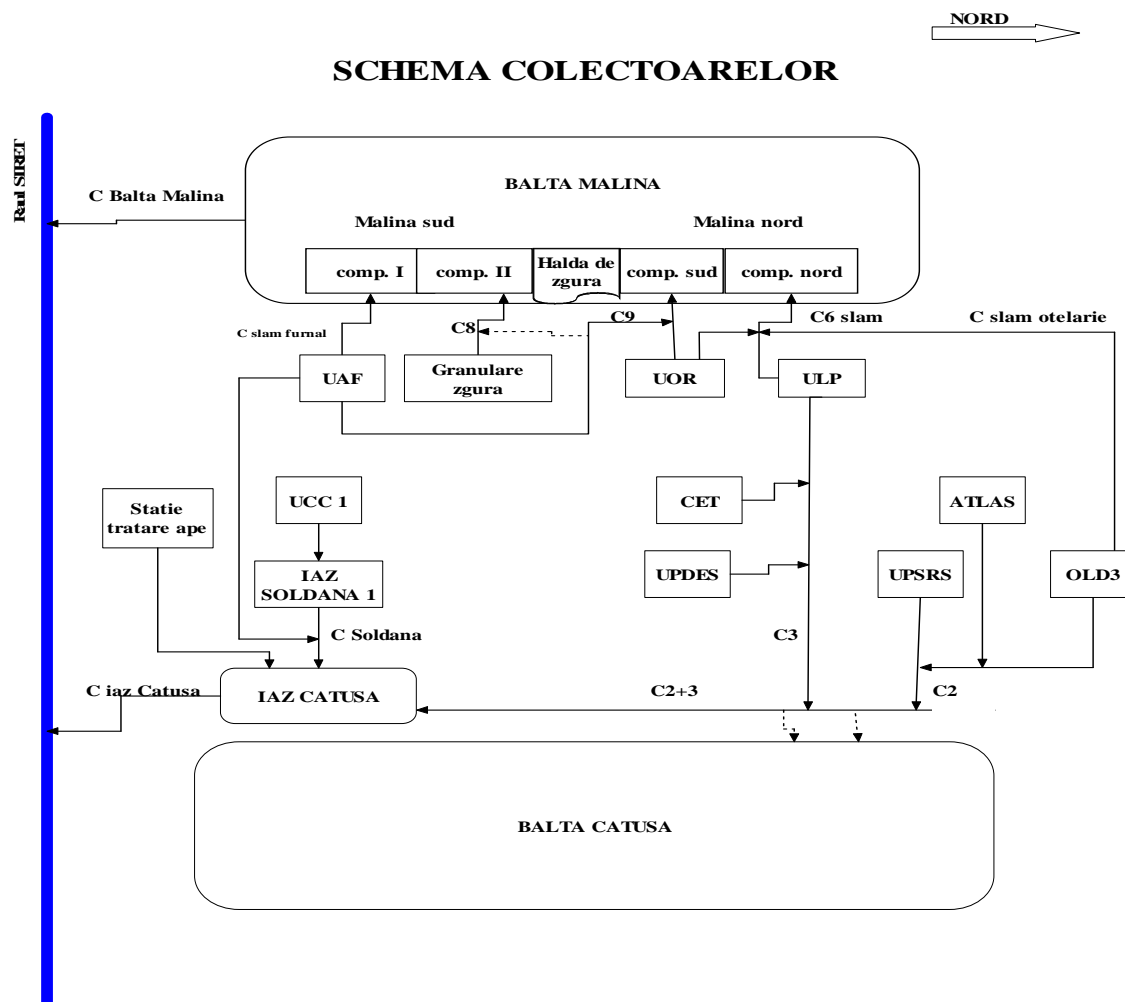 NORD
SCHEMA COLECTOARELOR
Raul SIRET
BALTA MALINA
C Balta Malina
Malina sud
Malina nord
comp. I
comp. II
Halda de
zgura
comp. sud
comp. nord
C slam furnal
C8
C9
C6 slam
C slam otelarie
UAF
Granulare
zgura
UOR
ULP
Statie
tratare ape
UCC 1
CET
ATLAS
IAZ
SOLDANA 1
UPDES
UPSRS
OLD3
C Soldana
C3
C iaz Catusa
IAZ CATUSA
C2+3
C2
BALTA CATUSA